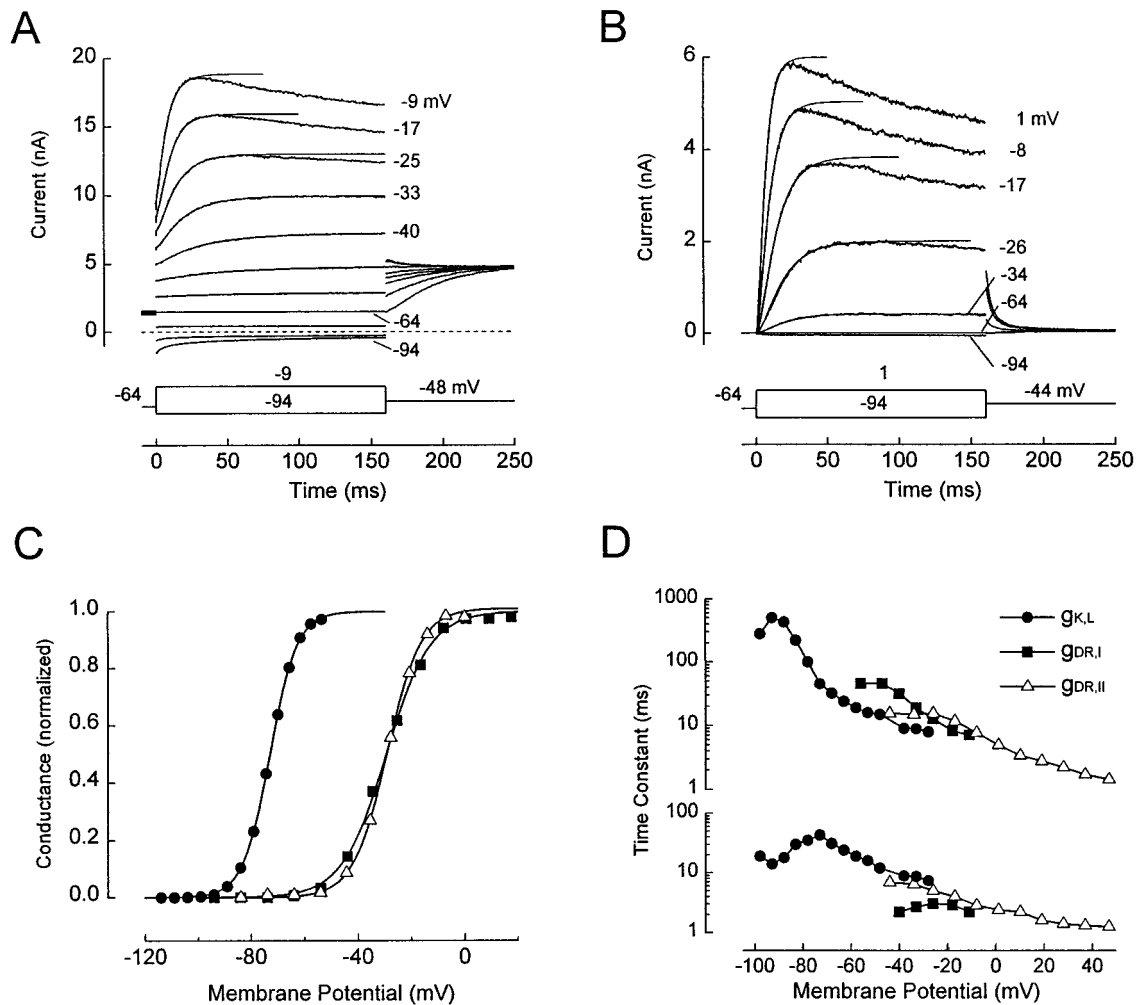 A
20
15
10
5
0
Current (nA)
-9 mV
-17
-25
-33
-40
-64
-94
-64
-9
-94
-48 mV
0 50 100 150 200 250
Time (ms)
B
6
4
2
0
Current (nA)
1 mV
-8
-17
-26
-34
-64
-94
-64
1
-94
-44 mV
0 50 100 150 200 250
Time (ms)
C
1.0
0.8
0.6
0.4
0.2
0.0
Conductance (normalized)
-120 -80 -40 0
Membrane Potential (mV)
D
1000
100
10
1
100
10
1
Time Constant (ms)
gK,L
gDR,I
gDR,II
-100 -80 -60 -40 -20 0 20 40
Membrane Potential (mV)